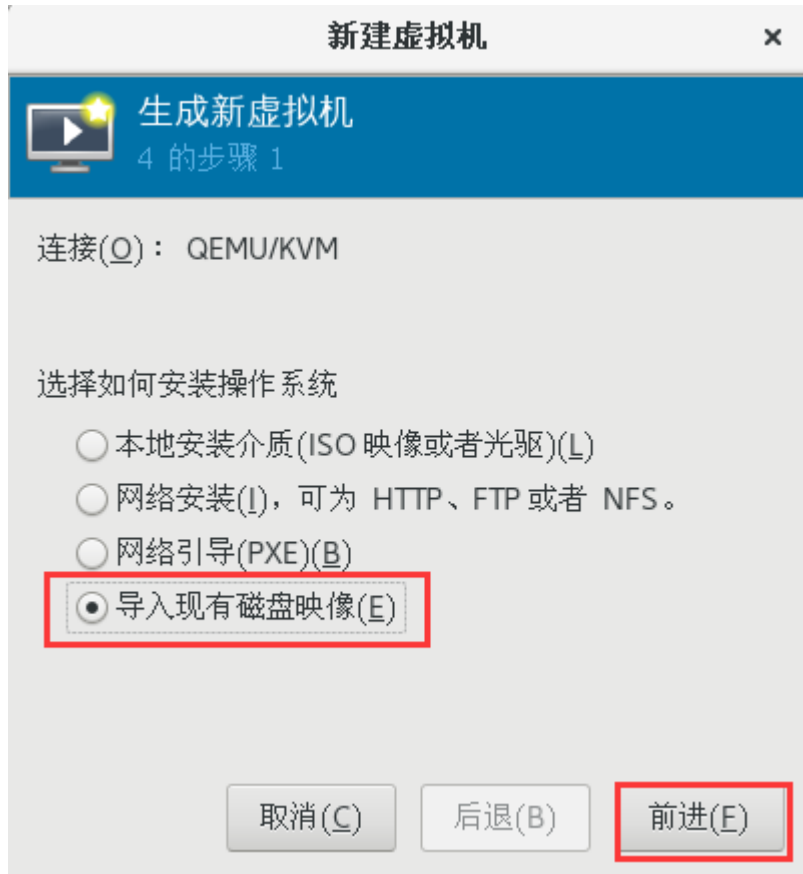 新建虚拟机 ×
生成新虚拟机
4 的步骤 1
连接(O)： QEMU/KVM
选择如何安装操作系统
本地安装介质(ISO 映像或者光驱)(L)
网络安装(I)，可为 HTTP、FTP 或者 NFS。
网络引导(PXE)(B)
导入现有磁盘映像(E)
取消(C) 后退(B) 前进(F)